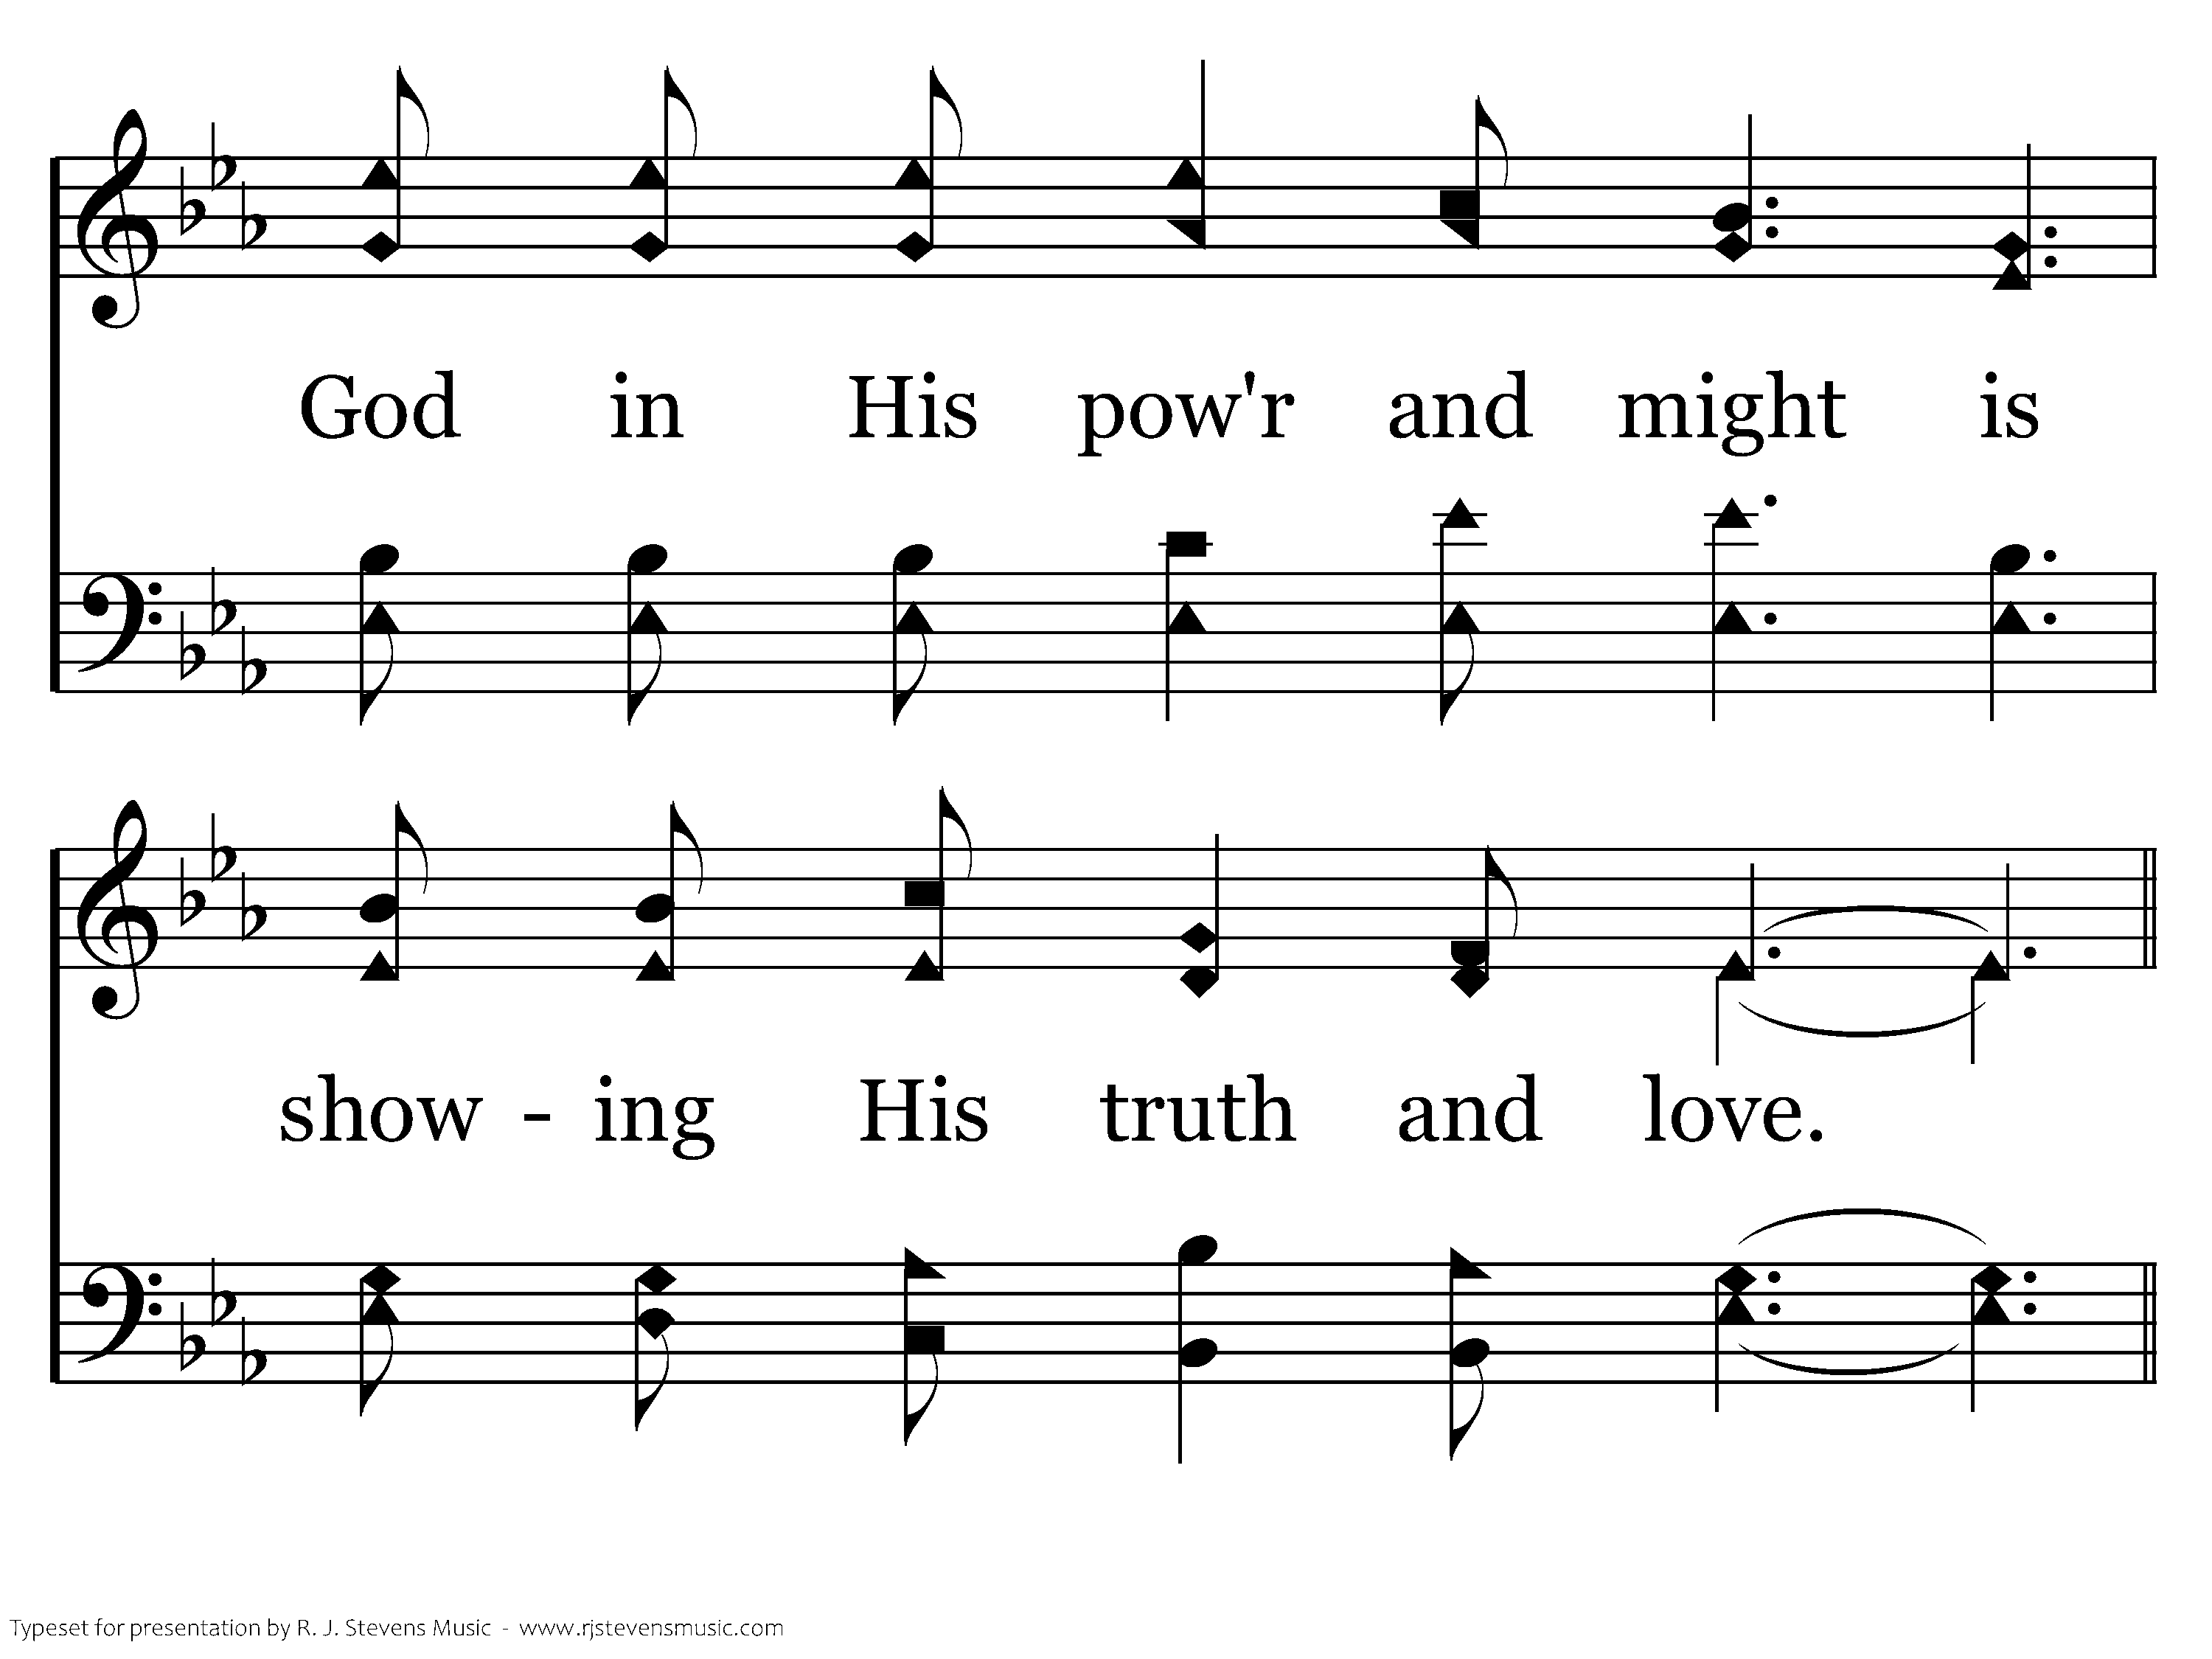 God in His pow'r and might is
show - ing His truth and love.
Typeset for presentation by R. J. Stevens Music - www.rjstevensmusic.com